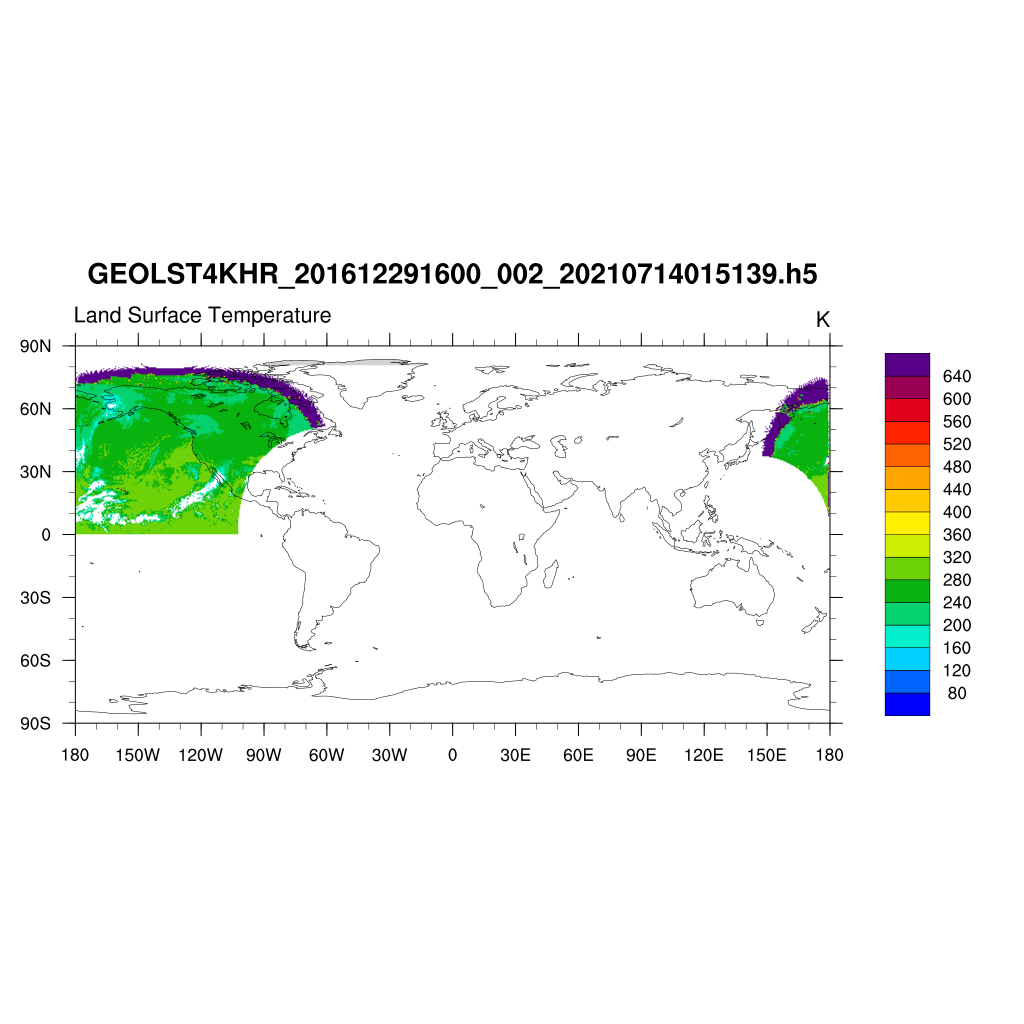 GEOLST4KHR_201612291600_002_20210714015139.h5
Land Surface Temperature K
90N
60N
30N
0
30S
60S
90S
180 150W 120W 90W 60W 30W 0 30E 60E 90E 120E 150E 180
640
600
560
520
480
440
400
360
320
280
240
200
160
120
80